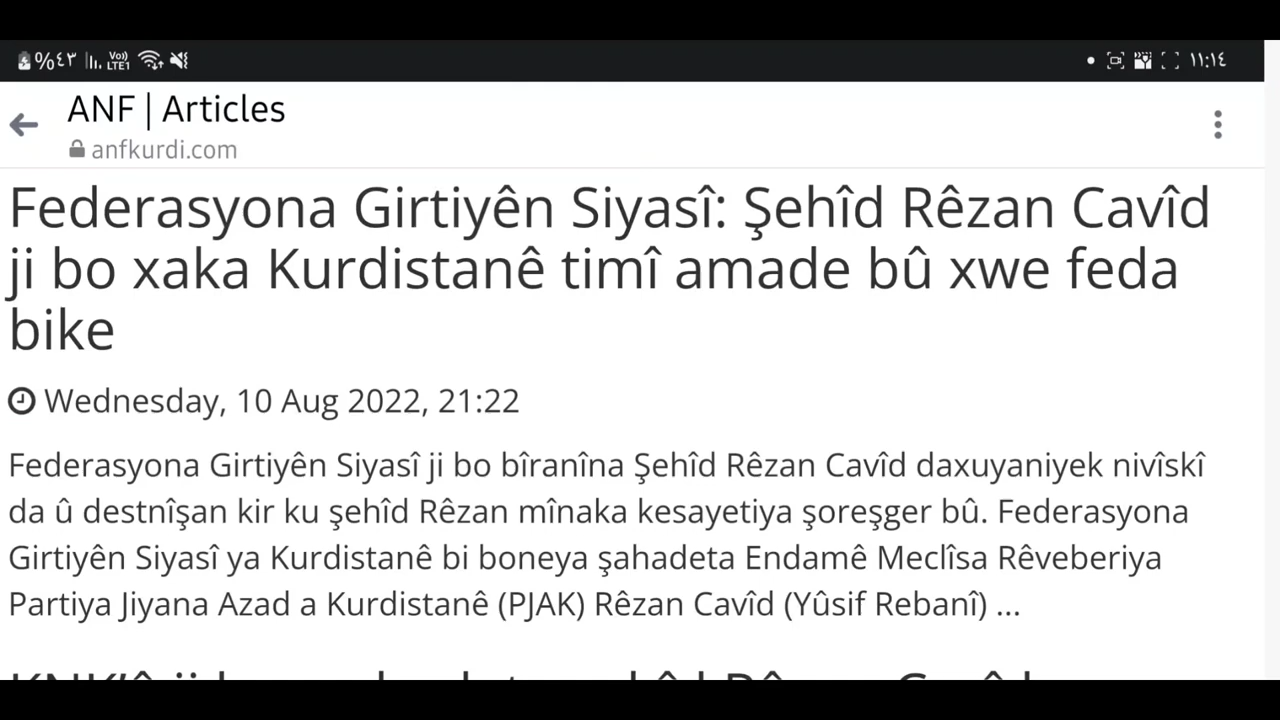 %٤٣ Vo)) LTE1 ١١:١٤
ANF | Articles
anfkurdi.com
Federasyona Girtiyên Siyasî: Şehîd Rêzan Cavîd
ji bo xaka Kurdistanê timî amade bû xwe feda
bike
Wednesday, 10 Aug 2022, 21:22
Federasyona Girtiyên Siyasî ji bo bîranîna Şehîd Rêzan Cavîd daxuyaniyek nivîskî
da û destnîşan kir ku şehîd Rêzan mînaka kesayetiya şoreşger bû. Federasyona
Girtiyên Siyasî ya Kurdistanê bi boneya şahadeta Endamê Meclîsa Rêveberiya
Partiya Jiyana Azad a Kurdistanê (PJAK) Rêzan Cavîd (Yûsif Rebanî) ...